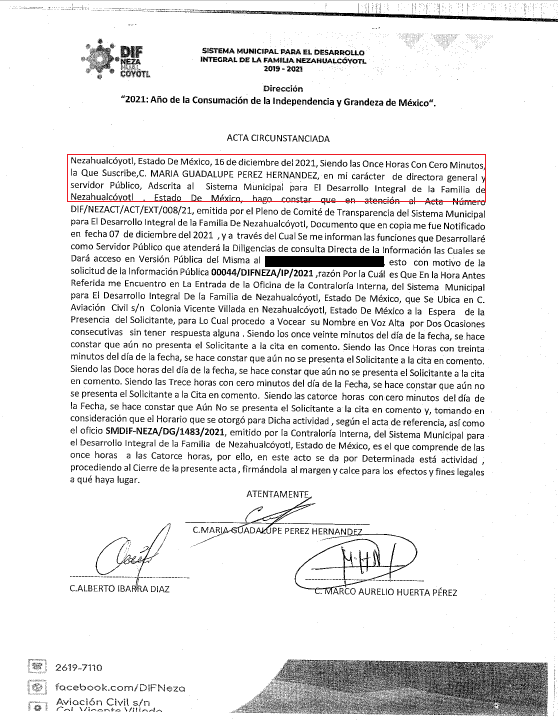 DIF
NEZA
HUAL
CÓYOTL
SISTEMA MUNICIPAL PARA EL DESARROLLO
INTEGRAL DE LA FAMILIA NEZAHUALCÓYOTL
2019 - 2021
Dirección
"2021: Año de la Consumación de la Independencia y Grandeza de México".
ACTA CIRCUNSTANCIADA
Nezahualcóyotl, Estado De México, 16 de diciembre del 2021, Siendo las Once Horas Con Cero Minutos,
la Que Suscribe,C. MARIA GUADALUPE PEREZ HERNANDEZ, en mi carácter de directora general y
servidor Público, Adscrita al Sistema Municipal para El Desarrollo Integral de la Familia de
Nezahualcóyotl , Estado De México, hago constar que en atención al Acta Número
DIF/NEZACT/ACT/EXT/008/21, emitida por el Pleno de Comité de Transparencia del Sistema Municipal
para El Desarrollo Integral de la Familia De Nezahualcóyotl, Documento que en copia me fue Notificado
en fecha 07 de diciembre del 2021 , y a través del Cual Se me informan las funciones que Desarrollaré
como Servidor Público que atenderá la Diligencias de consulta Directa de la Información las Cuales se
Dará acceso en Versión Pública del Misma al , esto con motivo de la
solicitud de la Información Pública 00044/DIFNEZA/IP/2021 ,razón Por la Cuál es Que En la Hora Antes
Referida me Encuentro en La Entrada de la Oficina de la Contraloría Interna, del Sistema Municipal
para El Desarrollo Integral De la Familia de Nezahualcóyotl, Estado De México, que Se Ubica en C.
Aviación Civil s/n Colonia Vicente Villada en Nezahualcóyotl, Estado De México a la Espera de la
Presencia del Solicitante, para Lo Cual procedo a Vocear su Nombre en Voz Alta por Dos Ocasiones
consecutivas sin tener respuesta alguna . Siendo los once veinte minutos del día de la fecha, se hace
constar que aún no se presenta el Solicitante a la cita en comento. Siendo las Once Horas con treinta
minutos del día de la fecha, se hace constar que aún no se presenta el Solicitante a la cita en comento.
Siendo las Doce horas del día de la fecha, se hace constar que aún no se presenta el Solicitante a la cita
en comento. Siendo las Trece horas con cero minutos del día de la Fecha, se hace constar que aún no
se presenta el Solicitante a la cita en comento. Siendo las catorce horas con cero minutos del día de
la Fecha, se hace constar que Aún No se presenta el Solicitante a la cita en comento y, tomando en
consideración que el Horario que se otorgó para Dicha actividad , según el acta de referencia, así como
el oficio SMDIF-NEZA/DG/1483/2021, emitido por la Contraloría Interna, del Sistema Municipal para
el Desarrollo Integral de la Familia de Nezahualcóyotl, Estado de México, es el que comprende de las
once horas a las Catorce horas, por ello, en este acto se da por Determinada está actividad ,
procediendo al Cierre de la presente acta , firmándola al margen y calce para los efectos y fines legales
a qué haya lugar.
ATENTAMENTE
C.MARIA GUADALUPE PEREZ HERNANDEZ
C.ALBERTO IBARRA DIAZ
C. MARCO AURELIO HUERTA PÉREZ
2619-7110
facebook.com/DIFNeza
Aviación Civil s/n
Col. Vicente Villada